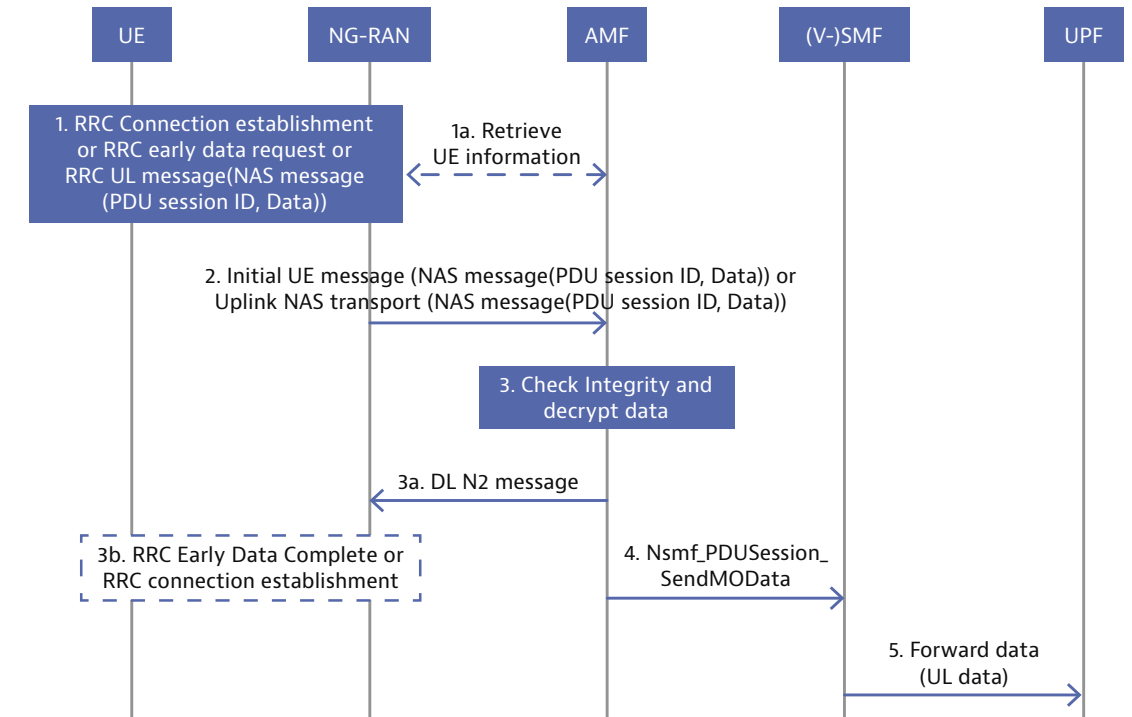 UE
NG-RAN
AMF
(V-)SMF
UPF
1. RRC Connection establishment
or RRC early data request or
RRC UL message(NAS message
(PDU session ID, Data))
1a. Retrieve
UE information
2. Initial UE message (NAS message(PDU session ID, Data)) or
Uplink NAS transport (NAS message(PDU session ID, Data))
3. Check Integrity and
decrypt data
3a. DL N2 message
3b. RRC Early Data Complete or
RRC connection establishment
4. Nsmf_PDUSession_
SendMOData
5. Forward data
(UL data)